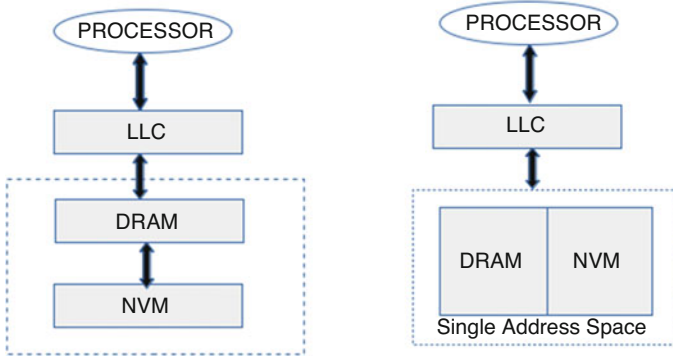 PROCESSOR
LLC
DRAM
NVM
PROCESSOR
LLC
DRAM NVM
Single Address Space